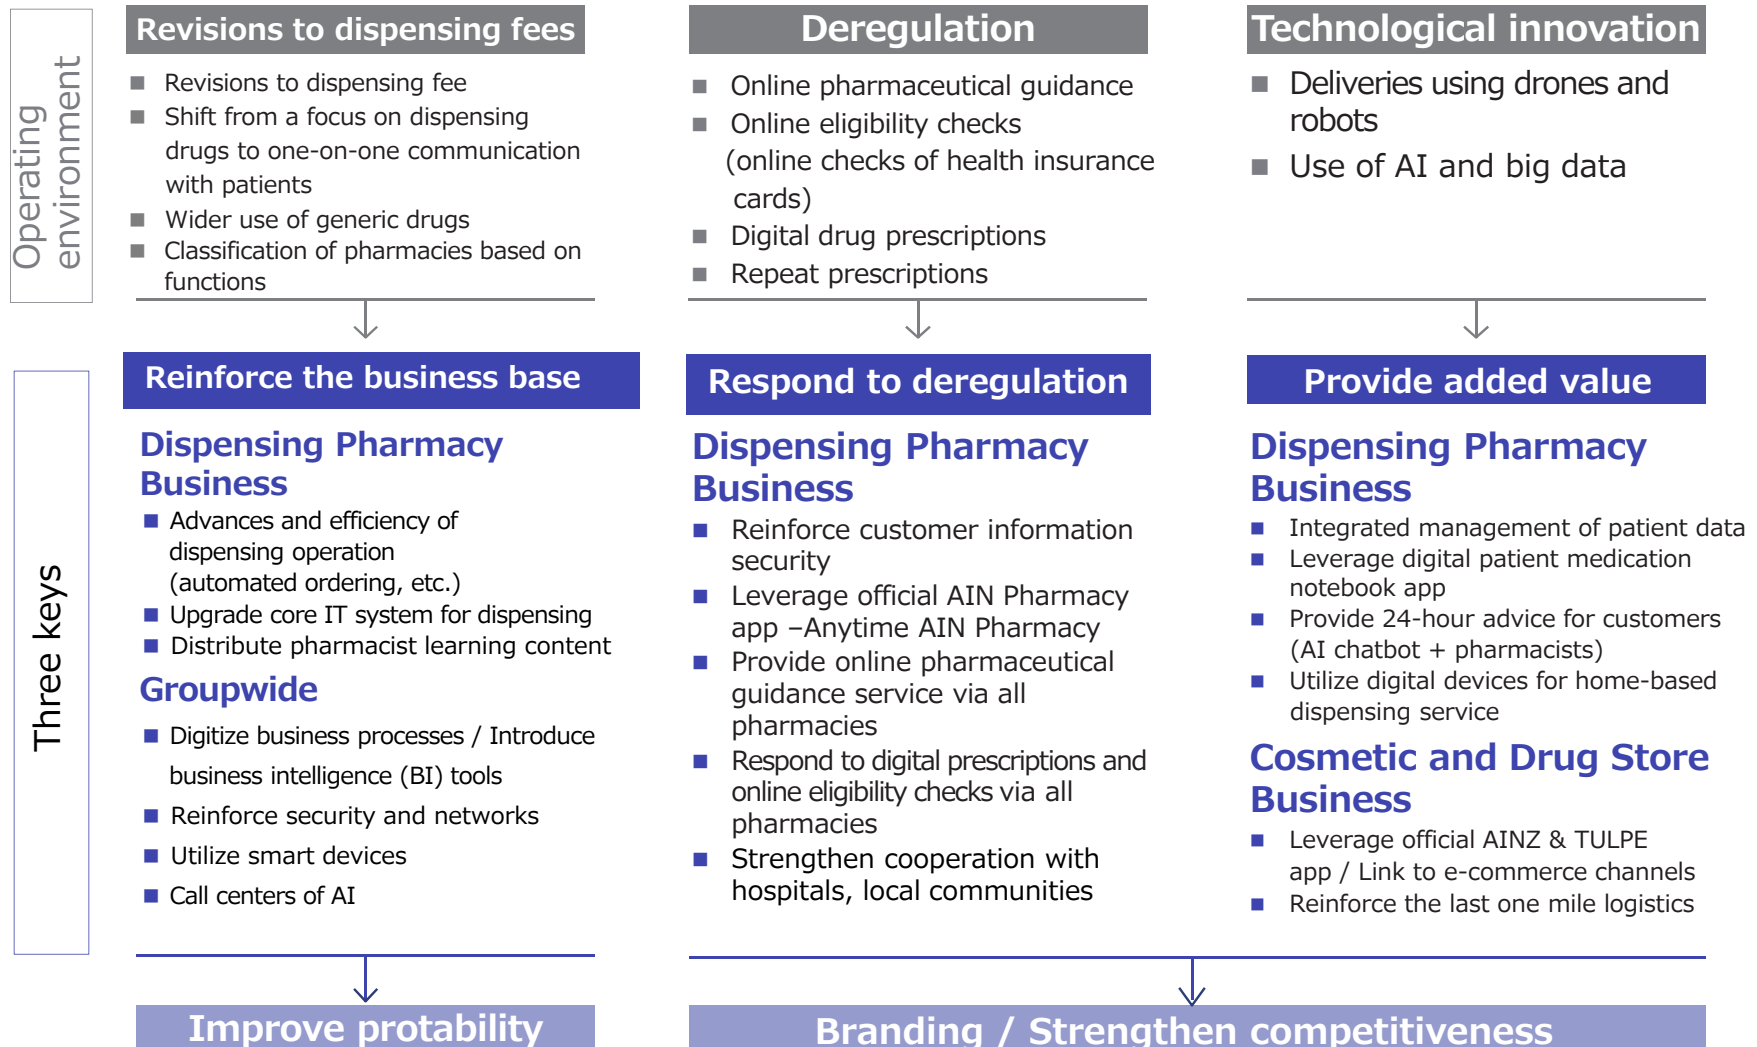 Operating
environment
Revisions to dispensing fees
■ Revisions to dispensing fee
■ Shift from a focus on dispensing
drugs to one-on-one communication
with patients
■ Wider use of generic drugs
■ Classification of pharmacies based on
functions
Deregulation
■ Online pharmaceutical guidance
■ Online eligibility checks
(online checks of health insurance
cards)
■ Digital drug prescriptions
■ Repeat prescriptions
Technological innovation
■ Deliveries using drones and
robots
■ Use of AI and big data
Three keys
Reinforce the business base
Dispensing Pharmacy
Business
■ Advances and efficiency of
dispensing operation
(automated ordering, etc.)
■ Upgrade core IT system for dispensing
■ Distribute pharmacist learning content
Groupwide
■ Digitize business processes / Introduce
business intelligence (BI) tools
■ Reinforce security and networks
■ Utilize smart devices
■ Call centers of AI
Respond to deregulation
Dispensing Pharmacy
Business
■ Reinforce customer information
security
■ Leverage official AIN Pharmacy
app –Anytime AIN Pharmacy
■ Provide online pharmaceutical
guidance service via all
pharmacies
■ Respond to digital prescriptions and
online eligibility checks via all
pharmacies
■ Strengthen cooperation with
hospitals, local communities
Provide added value
Dispensing Pharmacy
Business
■ Integrated management of patient data
■ Leverage digital patient medication
notebook app
■ Provide 24-hour advice for customers
(AI chatbot + pharmacists)
■ Utilize digital devices for home-based
dispensing service
Cosmetic and Drug Store
Business
■ Leverage official AINZ & TULPE
app / Link to e-commerce channels
■ Reinforce the last one mile logistics
Improve protability
Branding / Strengthen competitiveness